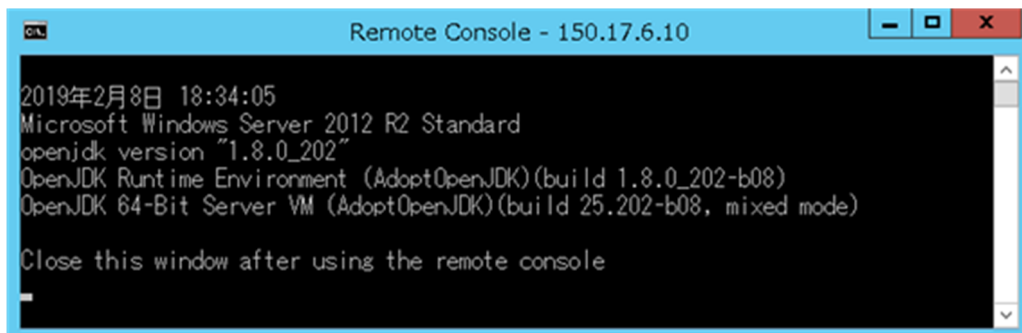 Remote Console - 150.17.6.10
2019年2月8日 18:34:05
Microsoft Windows Server 2012 R2 Standard
openjdk version "1.8.0_202"
OpenJDK Runtime Environment (AdoptOpenJDK)(build 1.8.0_202-b08)
OpenJDK 64-Bit Server VM (AdoptOpenJDK)(build 25.202-b08, mixed mode)
Close this window after using the remote console